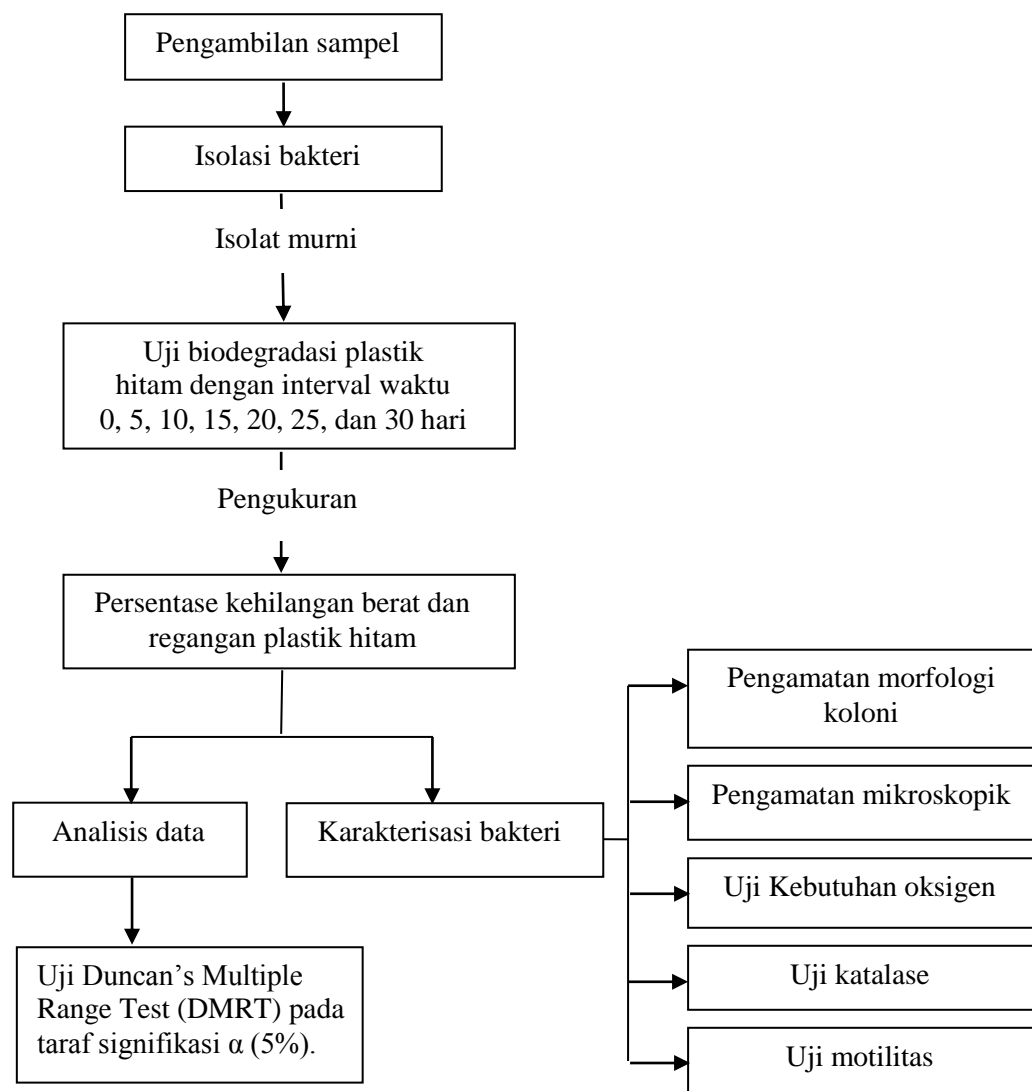 Pengambilan sampel
Isolasi bakteri
Isolat murni
Uji biodegradasi plastik
hitam dengan interval waktu
0, 5, 10, 15, 20, 25, dan 30 hari
Pengukuran
Persentase kehilangan berat dan
regangan plastik hitam
Analisis data
Uji Duncan’s Multiple
Range Test (DMRT) pada
taraf signifikasi α (5%).
Karakterisasi bakteri
Pengamatan morfologi
koloni
Pengamatan mikroskopik
Uji Kebutuhan oksigen
Uji katalase
Uji motilitas